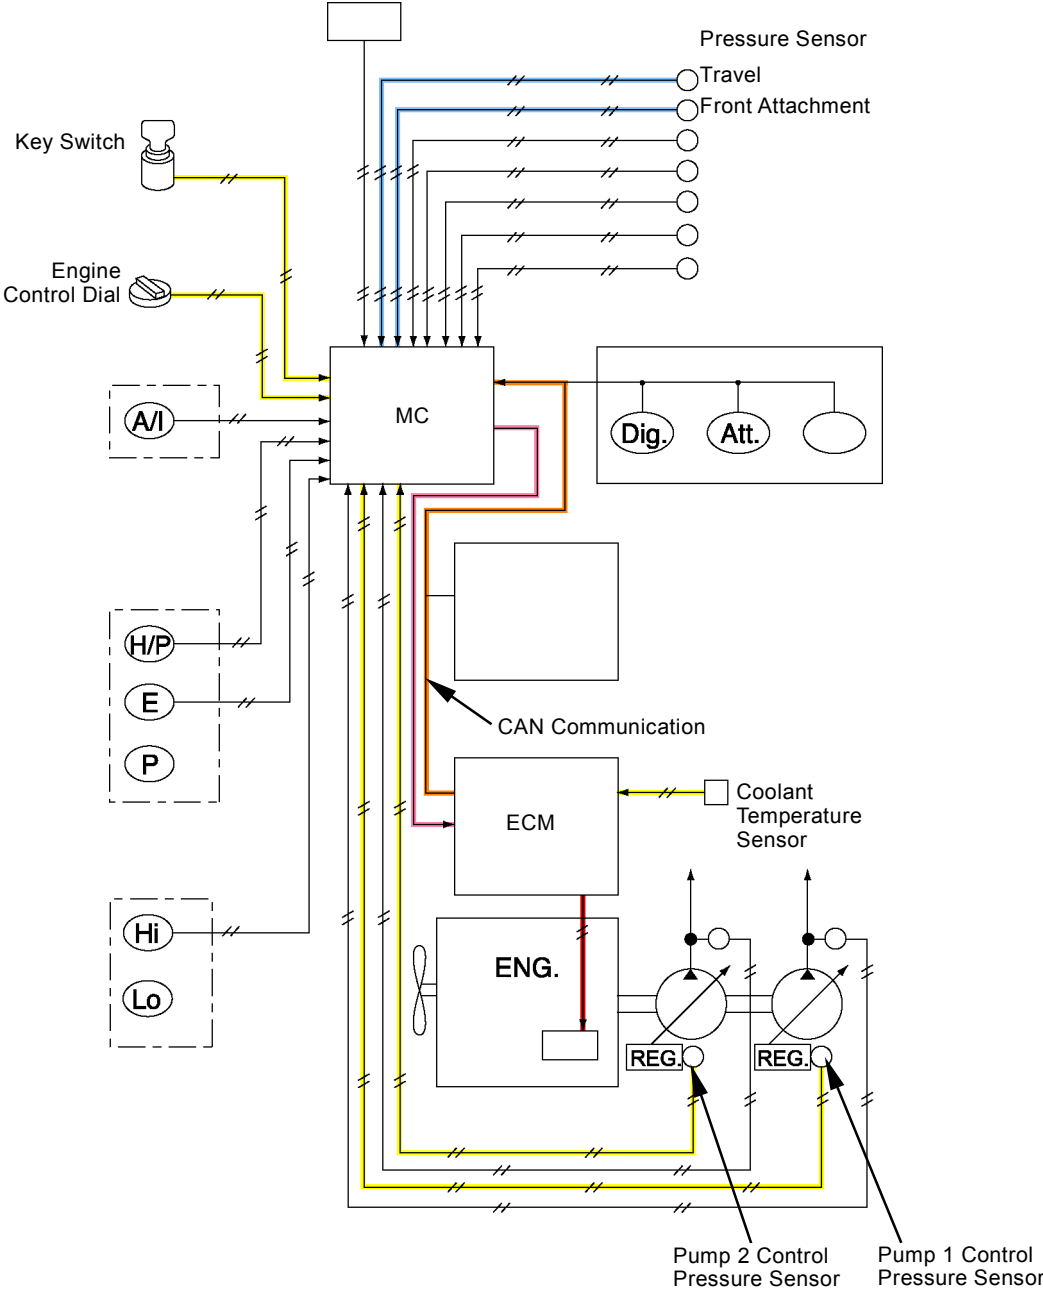 Pressure Sensor
Travel
Front Attachment
Key Switch
Engine
Control Dial
A/I
MC
Dig.
Att.
H/P
E
P
CAN Communication
Coolant
Temperature
Sensor
ECM
Hi
Lo
ENG.
REG.
REG.
Pump 2 Control
Pressure Sensor
Pump 1 Control
Pressure Sensor